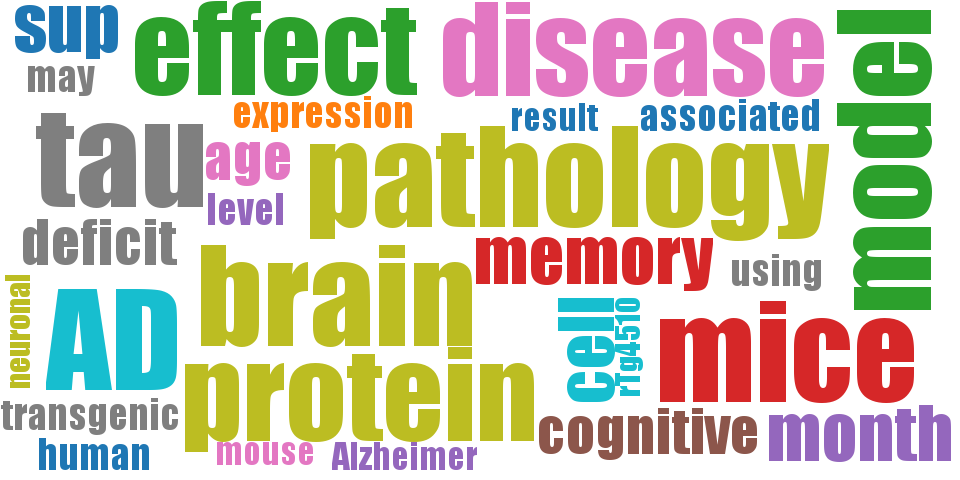 sup
effect
disease
model
may
expression
result
associated
tau
age
pathology
level
deficit
brain
memory
using
neuronal
AD
cell
rTg4510
mice
protein
transgenic
cognitive
month
human
mouse
Alzheimer